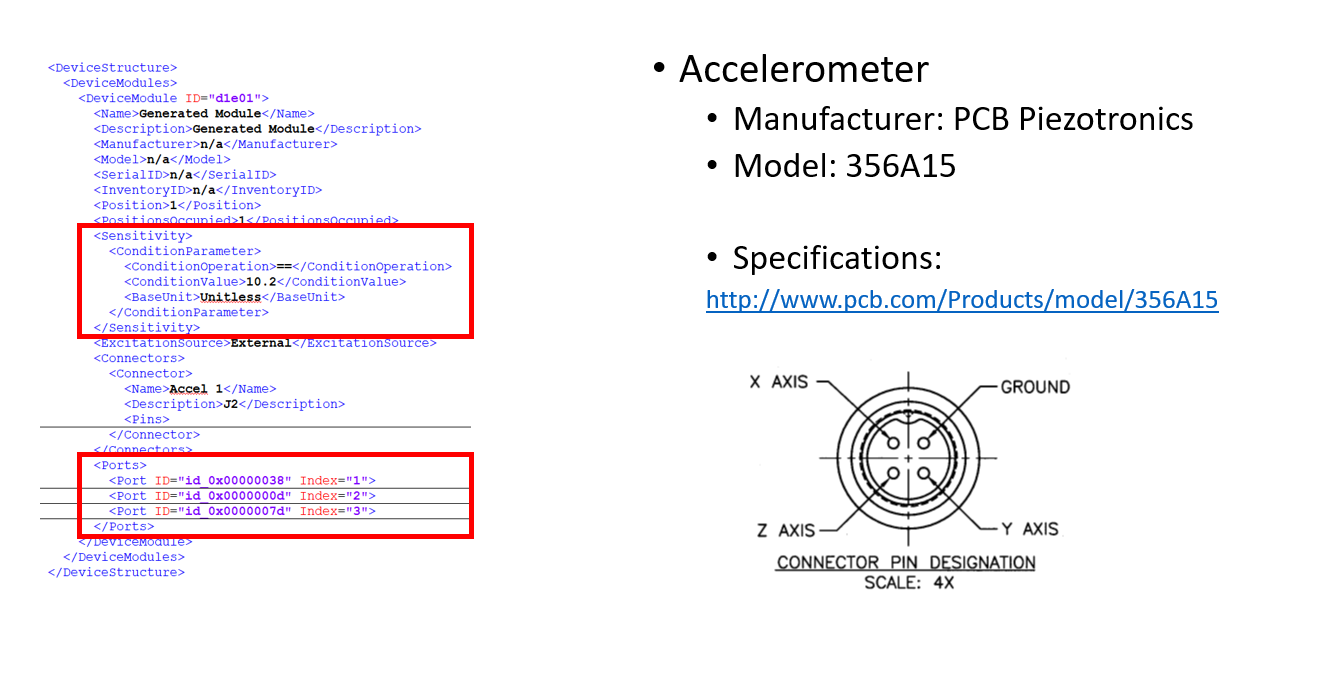 <DeviceStructure>
<DeviceModules>
<DeviceModule ID="d1e01">
<Name>Generated Module</Name>
<Description>Generated Module</Description>
<Manufacturer>n/a</Manufacturer>
<Model>n/a</Model>
<SerialID>n/a</SerialID>
<InventoryID>n/a</InventoryID>
<Position>1</Position>
<PositionsOccupied>1</PositionsOccupied>
<Sensitivity>
<ConditionParameter>
<ConditionOperation>==</ConditionOperation>
<ConditionValue>10.2</ConditionValue>
<BaseUnit>Unitless</BaseUnit>
</ConditionParameter>
</Sensitivity>
<ExcitationSource>External</ExcitationSource>
<Connectors>
<Connector>
<Name>Accel 1</Name>
<Description>J2</Description>
<Pins>
</Connector>
</Connectors>
<Ports>
<Port ID="id_0x00000038" Index="1">
<Port ID="id_0x0000000d" Index="2">
<Port ID="id_0x0000007d" Index="3">
</Ports>
</DeviceModule>
</DeviceModules>
</DeviceStructure>
• Accelerometer
• Manufacturer: PCB Piezotronics
• Model: 356A15
• Specifications:
http://www.pcb.com/Products/model/356A15
X AXIS
GROUND
Z AXIS
Y AXIS
CONNECTOR PIN DESIGNATION
SCALE: 4X